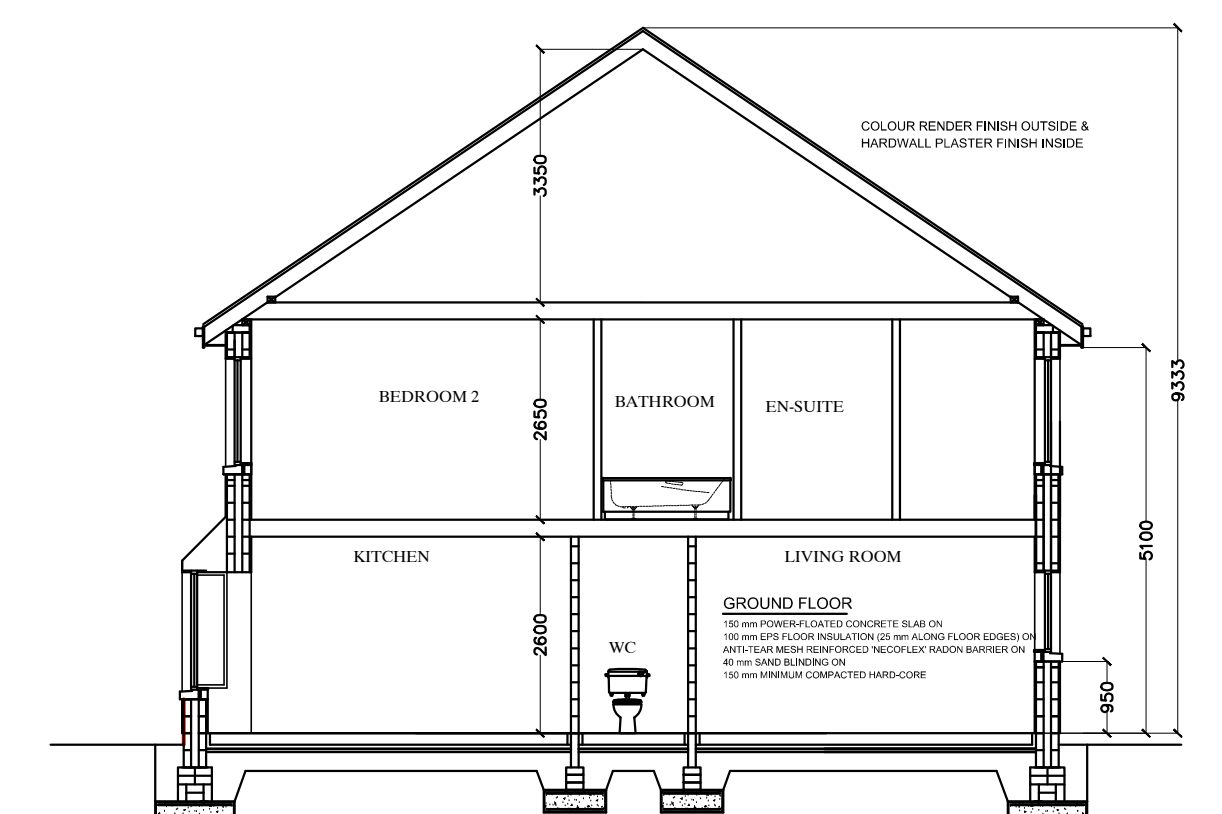 COLOUR RENDER FINISH OUTSIDE &
HARDWALL PLASTER FINISH INSIDE
3350
9333
BEDROOM 2
BATHROOM
EN-SUITE
2650
5100
KITCHEN
LIVING ROOM
GROUND FLOOR
150 mm POWER-FLOATED CONCRETE SLAB ON
100 mm EPS FLOOR INSULATION (25 mm ALONG FLOOR EDGES) ON
ANTI-TEAR MESH REINFORCED 'NECOFLEX' RADON BARRIER ON
40 mm SAND BLINDING ON
150 mm MINIMUM COMPACTED HARD-CORE
2600
WC
950